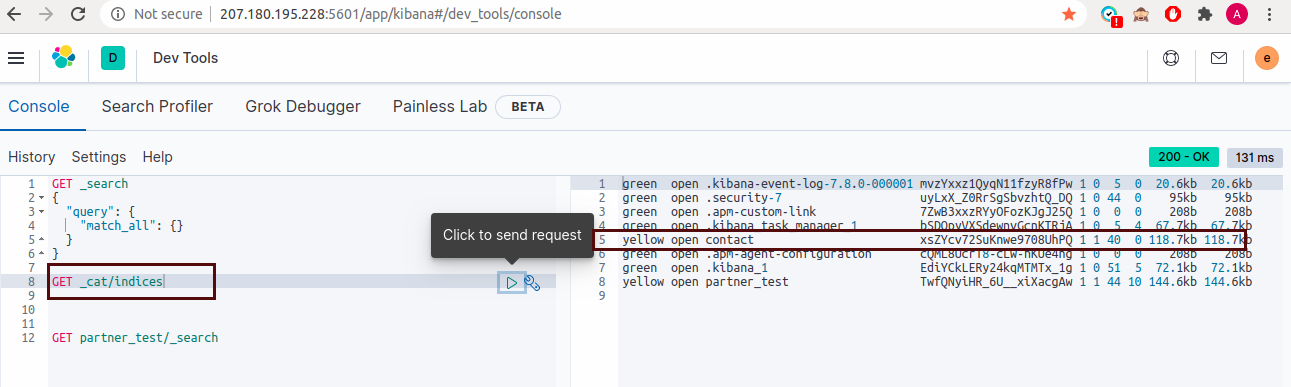 Not secure | 207.180.195.228:5601/app/kibana#/dev_tools/console
A
D Dev Tools e
Console Search Profiler Grok Debugger Painless Lab BETA
History Settings Help 200 - OK 131 ms
1 GET _search
2 {
3 "query": {
4 "match_all": {}
5 }
6 }
7
8 GET _cat/indices
9
10
11
12 GET partner_test/_search
Click to send request
1 green open .kibana-event-log-7.8.0-000001 mvzYxxz1QyqN11fzyR8fPw 1 0 5 0 20.6kb 20.6kb
2 green open .security-7 uyLxX_Z0RrSgSbvzhtQ_DQ 1 0 44 0 95kb 95kb
3 green open .apm-custom-link 7ZwB3xxzRYyOFozKJgJ25Q 1 0 0 0 208b 208b
4 green open .kibana_task_manager_1 1 0 5 4 67.7kb 67.7kb
5 yellow open contact xsZYcv72SuKnwe9708UhPQ 1 1 40 0 118.7kb 118.7kb
6 green open .apm-agent-configuration 1 0 0 0 208b 208b
7 green open .kibana_1 EdiYCkLERy24kqMTMTx_1g 1 0 51 5 72.1kb 72.1kb
8 yellow open partner_test TwfQNyiHR_6U__xiXacgAw 1 1 44 10 144.6kb 144.6kb
9